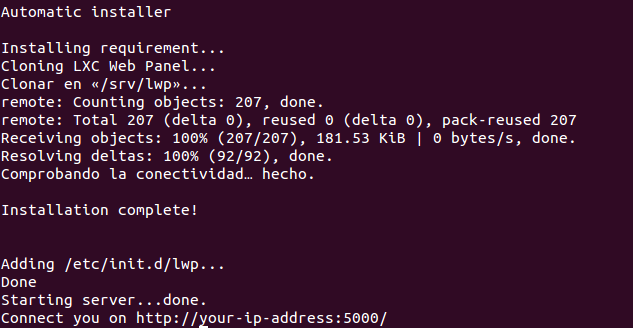 Automatic installer
Installing requirement...
Cloning LXC Web Panel...
Clonar en «/srv/lwp»...
remote: Counting objects: 207, done.
remote: Total 207 (delta 0), reused 0 (delta 0), pack-reused 207
Receiving objects: 100% (207/207), 181.53 KiB | 0 bytes/s, done.
Resolving deltas: 100% (92/92), done.
Comprobando la conectividad… hecho.
Installation complete!
Adding /etc/init.d/lwp...
Done
Starting server...done.
Connect you on http://your-ip-address:5000/